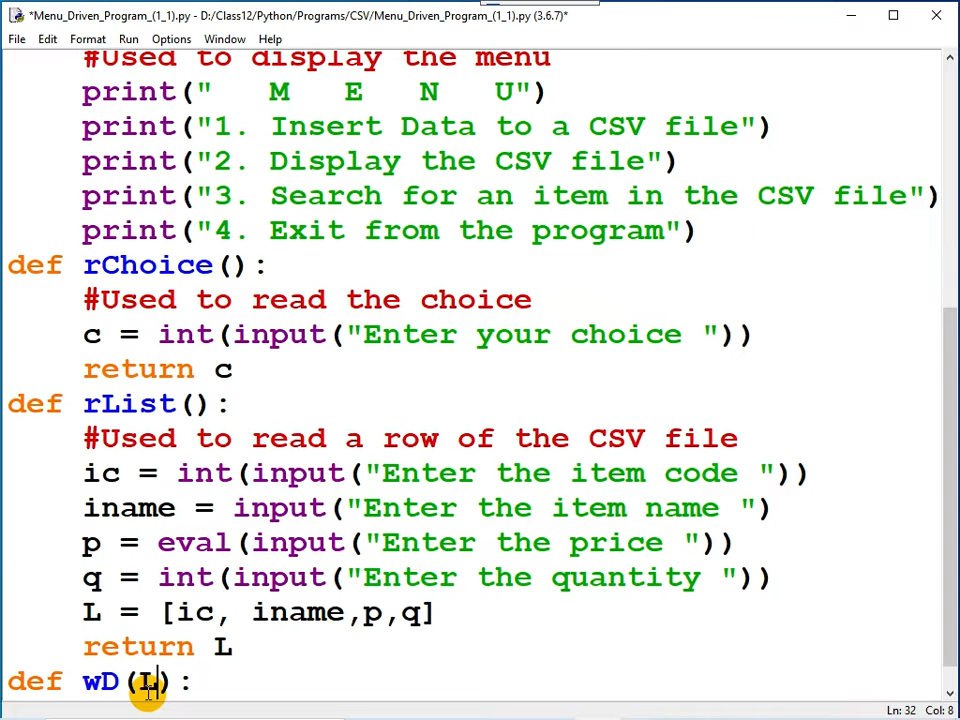 *Menu_Driven_Program_(1_1).py - D:/Class12/Python/Programs/CSV/Menu_Driven_Program_(1_1).py (3.6.7)*
File Edit Format Run Options Window Help
#Used to display the menu
print("   M   E   N   U")
print("1. Insert Data to a CSV file")
print("2. Display the CSV file")
print("3. Search for an item in the CSV file")
print("4. Exit from the program")
def rChoice():
#Used to read the choice
c = int(input("Enter your choice "))
return c
def rList():
#Used to read a row of the CSV file
ic = int(input("Enter the item code "))
iname = input("Enter the item name ")
p = eval(input("Enter the price "))
q = int(input("Enter the quantity "))
L = [ic, iname,p,q]
return L
def wD(L):
Ln: 32 Col: 8